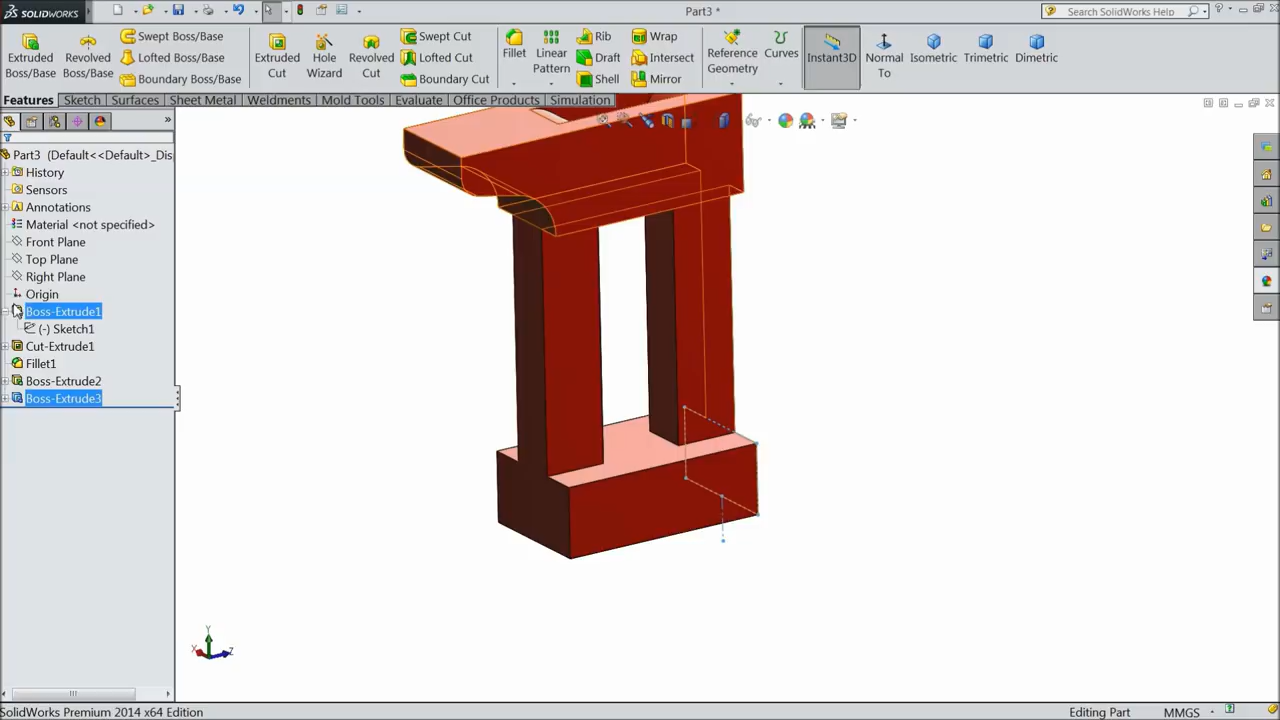 SOLIDWORKS
Part3 *
Search SolidWorks Help
Extruded Boss/Base
Revolved Boss/Base
Swept Boss/Base
Lofted Boss/Base
Boundary Boss/Base
Extruded Cut
Hole Wizard
Revolved Cut
Swept Cut
Lofted Cut
Boundary Cut
Fillet
Linear Pattern
Rib
Draft
Shell
Wrap
Intersect
Mirror
Reference Geometry
Curves
Instant3D
Normal To
Isometric
Trimetric
Dimetric
Features Sketch Surfaces Sheet Metal Weldments Mold Tools Evaluate Office Products Simulation
Part3 (Default<<Default>_Dis
History
Sensors
Annotations
Material <not specified>
Front Plane
Top Plane
Right Plane
Origin
Boss-Extrude1
(-) Sketch1
Cut-Extrude1
Fillet1
Boss-Extrude2
Boss-Extrude3
Y
X
Z
SolidWorks Premium 2014 x64 Edition
Editing Part
MMGS